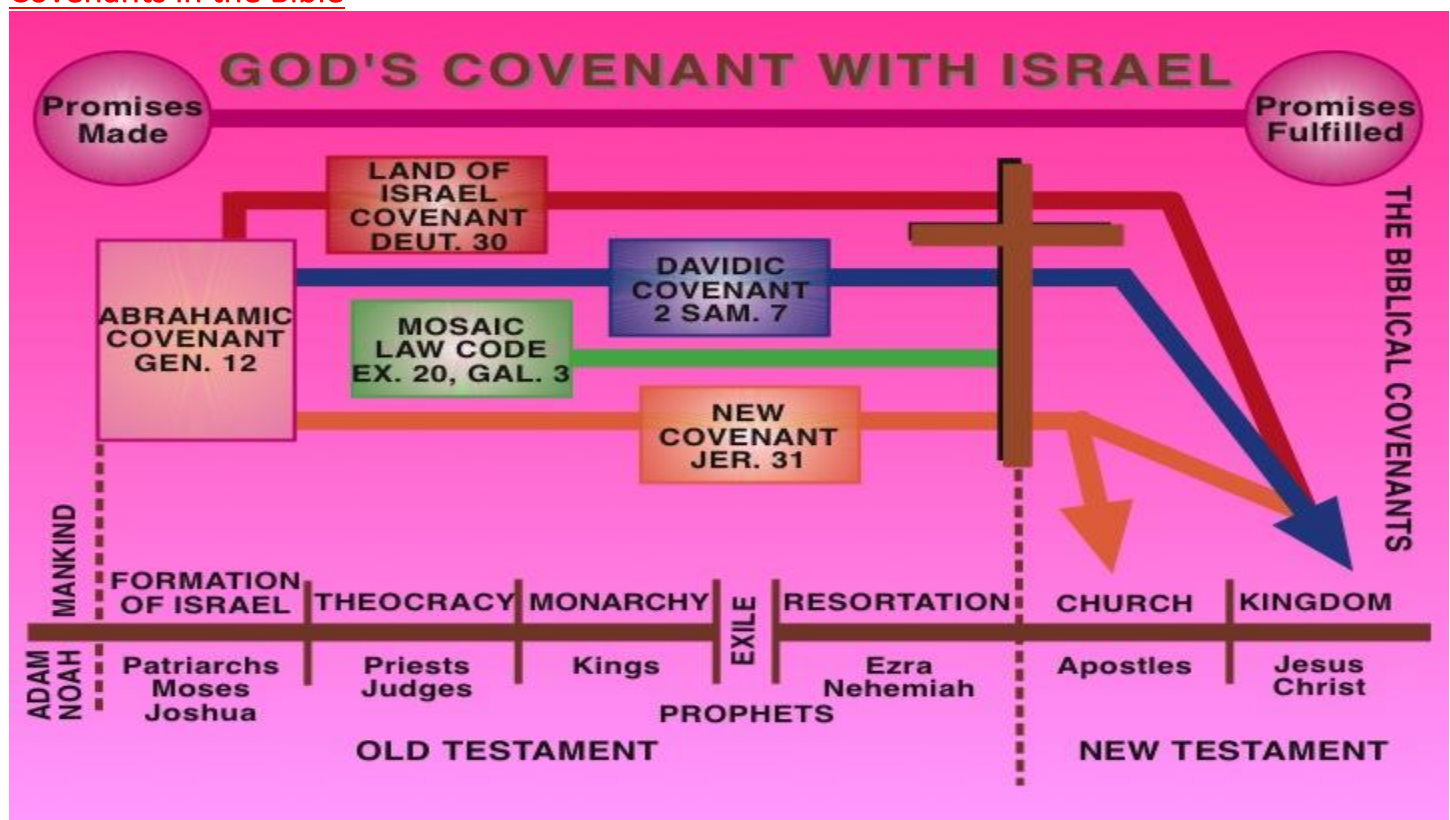 Covenants in the Bible
GOD'S COVENANT WITH ISRAEL
Promises
Made
Promises
Fulfilled
LAND OF
ISRAEL
COVENANT
DEUT. 30
DAVIDIC
COVENANT
2 SAM. 7
ABRAHAMIC
COVENANT
GEN. 12
MOSAIC
LAW CODE
EX. 20, GAL. 3
NEW
COVENANT
JER. 31
THE BIBLICAL COVENANTS
MANKIND
ADAM
NOAH
FORMATION
OF ISRAEL
THEOCRACY
MONARCHY
EXILE
RESORTATION
CHURCH
KINGDOM
Patriarchs
Moses
Joshua
Priests
Judges
Kings
Ezra
Nehemiah
Apostles
Jesus
Christ
PROPHETS
OLD TESTAMENT
NEW TESTAMENT